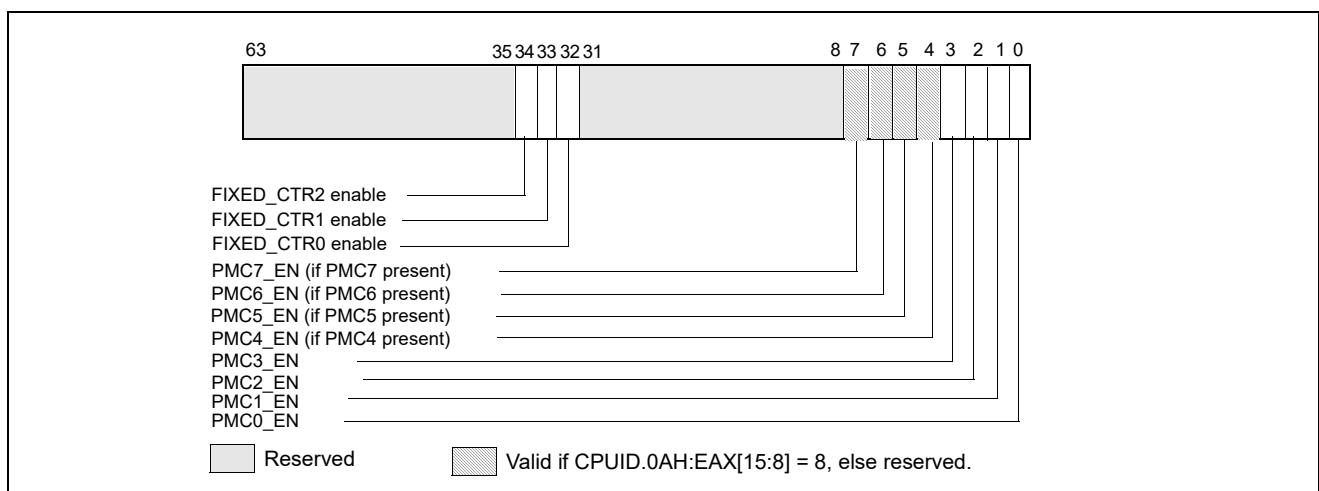 63 35 34 33 32 31 8 7 6 5 4 3 2 1 0
FIXED_CTR2 enable
FIXED_CTR1 enable
FIXED_CTR0 enable
PMC7_EN (if PMC7 present)
PMC6_EN (if PMC6 present)
PMC5_EN (if PMC5 present)
PMC4_EN (if PMC4 present)
PMC3_EN
PMC2_EN
PMC1_EN
PMC0_EN
Reserved Valid if CPUID.0AH:EAX[15:8] = 8, else reserved.